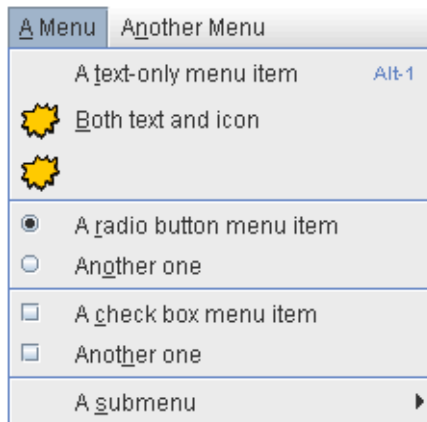 A Menu Another Menu
A text-only menu item Alt-1
Both text and icon
A radio button menu item
Another one
A check box menu item
Another one
A submenu